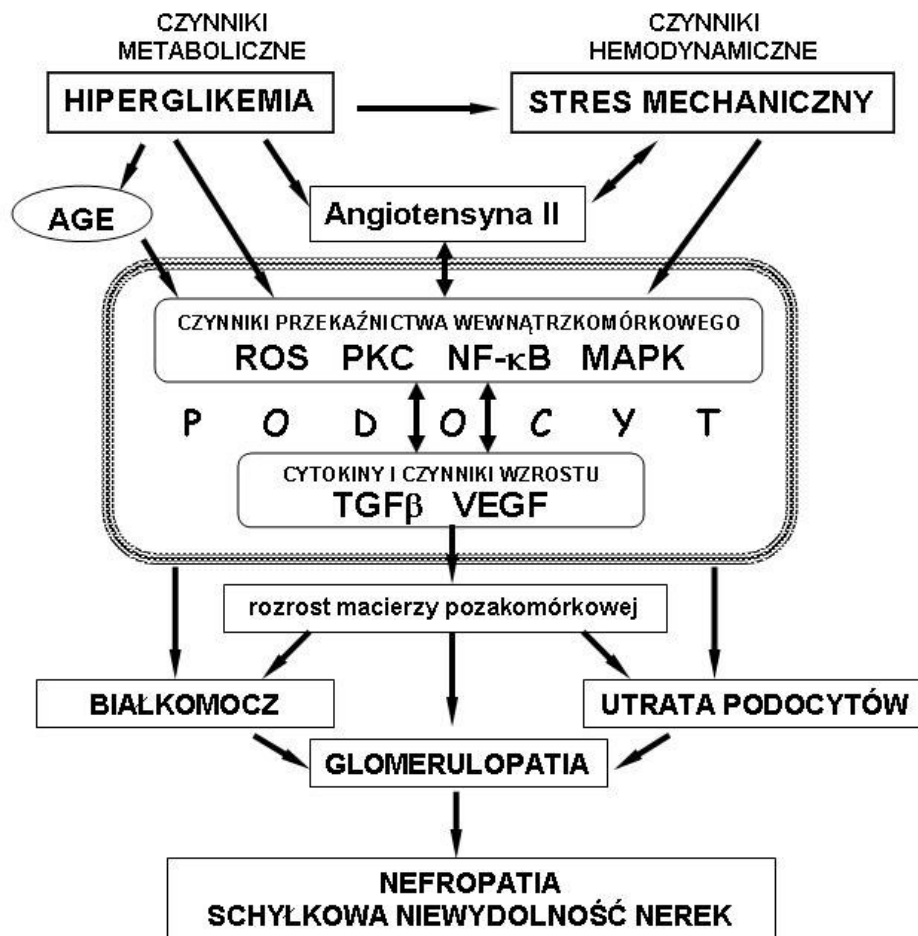 CZYNNIKI
METABOLICZNE
CZYNNIKI
HEMODYNAMICZNE
HIPERGLIKEMIA
STRES MECHANICZNY
AGE
Angiotensyna II
CZYNNIKI PRZEKAŹNICTWA WEWNĄTRZKOMÓRKOWEGO
ROS PKC NF-κB MAPK
P O D O C Y T
CYTOKINY I CZYNNIKI WZROSTU
TGFβ VEGF
rozrost macierzy pozakomórkowej
BIAŁKOMOCZ
UTRATA PODOCYTÓW
GLOMERULOPATIA
NEFROPATIA
SCHYŁKOWA NIEWYDOLNOŚĆ NEREK